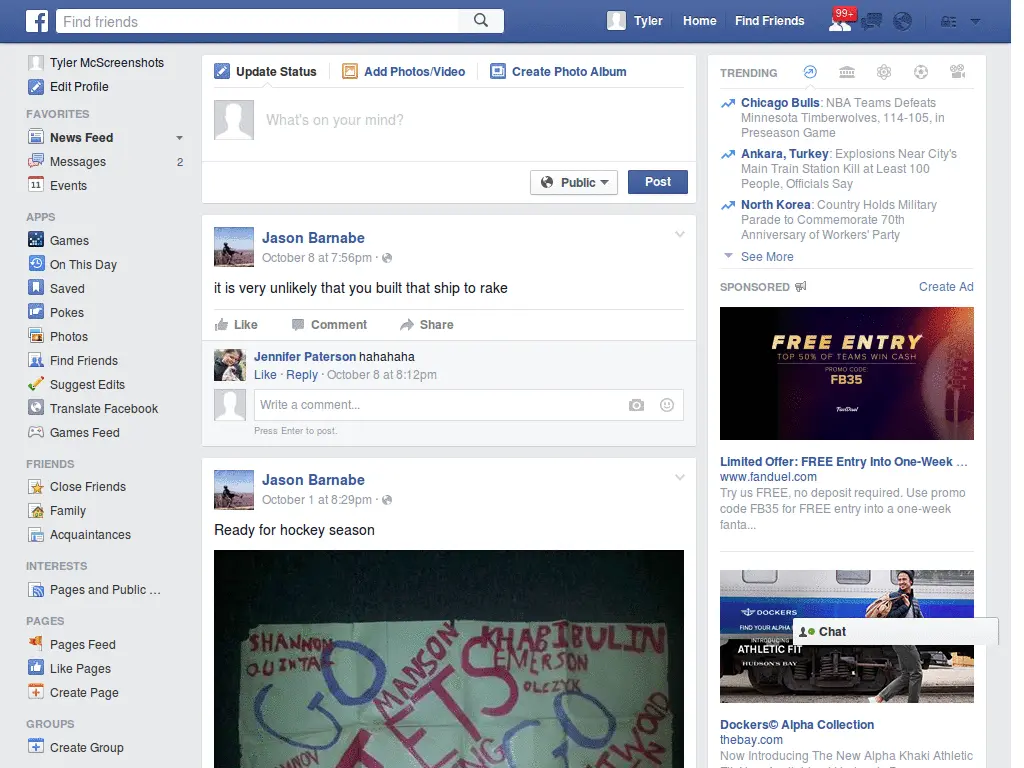 Find friends
Tyler Home Find Friends 99+
Tyler McScreenshots
Edit Profile
FAVORITES
News Feed
Messages 2
11 Events
APPS
Games
On This Day
Saved
Pokes
Photos
Find Friends
Suggest Edits
Translate Facebook
Games Feed
FRIENDS
Close Friends
Family
Acquaintances
INTERESTS
Pages and Public ...
PAGES
Pages Feed
Like Pages
Create Page
GROUPS
Create Group
Update Status Add Photos/Video Create Photo Album
What's on your mind?
Public Post
Jason Barnabe
October 8 at 7:56pm ·
it is very unlikely that you built that ship to rake
Like Comment Share
Jennifer Paterson hahahaha
Like · Reply · October 8 at 8:12pm
Write a comment...
Press Enter to post.
Jason Barnabe
October 1 at 8:29pm ·
Ready for hockey season
SHANNON
QUINTAL
GO
MANSON
JETS
KHABIBULIN
EMERSON
OLCZYK
GO
TRENDING
Chicago Bulls: NBA Teams Defeats
Minnesota Timberwolves, 114-105, in
Preseason Game
Ankara, Turkey: Explosions Near City's
Main Train Station Kill at Least 100
People, Officials Say
North Korea: Country Holds Military
Parade to Commemorate 70th
Anniversary of Workers' Party
See More
SPONSORED Create Ad
FREE ENTRY
TOP 50% OF TEAMS WIN CASH
PROMO CODE:
FB35
FanDuel
Limited Offer: FREE Entry Into One-Week ...
www.fanduel.com
Try us FREE, no deposit required. Use promo
code FB35 for FREE entry into a one-week
fanta...
DOCKERS
FIND YOUR ALPHA
INTRODUCING
ATHLETIC FIT
HUDSON'S BAY
Chat
Dockers© Alpha Collection
thebay.com
Now Introducing The New Alpha Khaki Athletic